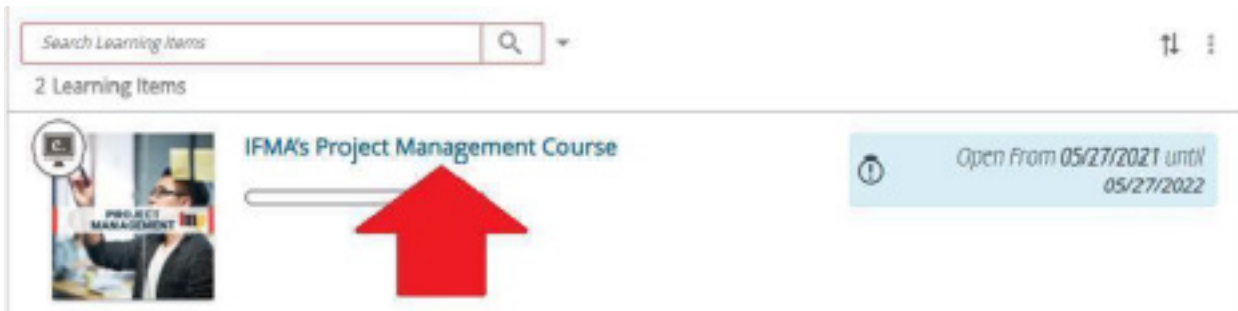 Search Learning Items
2 Learning Items
IFMA's Project Management Course
Open From 05/27/2021 until
05/27/2022
PROJECT
MANAGEMENT